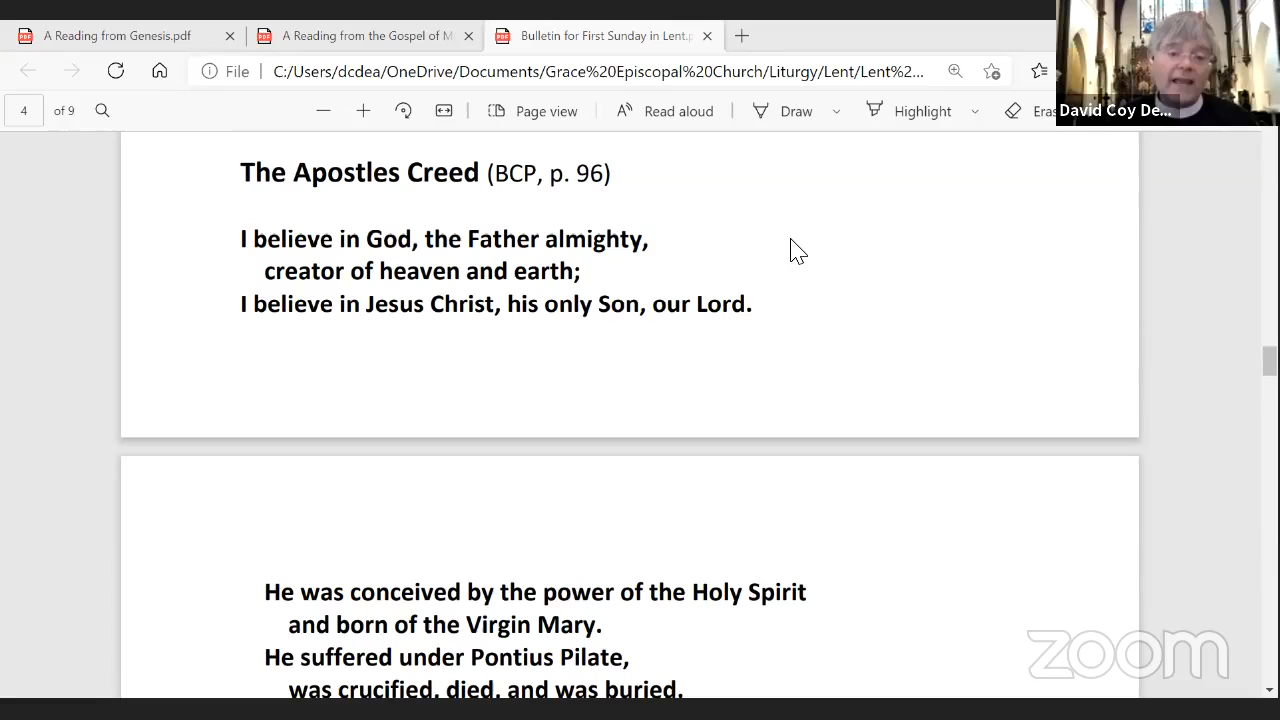 A Reading from Genesis.pdf
A Reading from the Gospel of M
Bulletin for First Sunday in Lent.p
File
C:/Users/dcdea/OneDrive/Documents/Grace%20Episcopal%20Church/Liturgy/Lent/Lent%2...
4 of 9
Page view
Read aloud
Draw
Highlight
Eras
David Coy De...
The Apostles Creed (BCP, p. 96)
I believe in God, the Father almighty,
creator of heaven and earth;
I believe in Jesus Christ, his only Son, our Lord.
He was conceived by the power of the Holy Spirit
and born of the Virgin Mary.
He suffered under Pontius Pilate,
was crucified, died, and was buried.
zoom